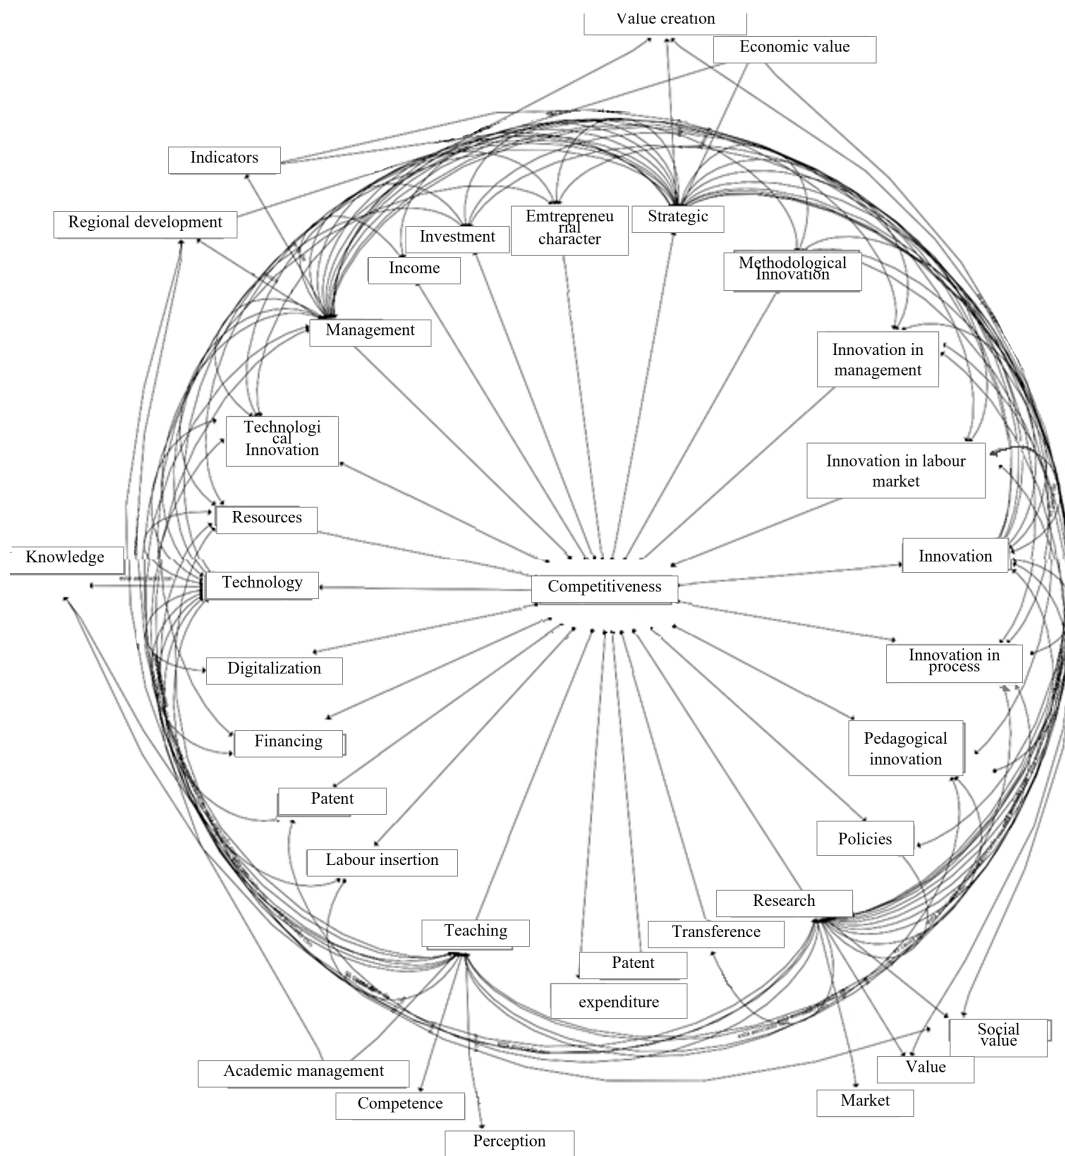 Value creation
Economic value
Indicators
Regional development
Emtrepreneu
rial
character
Strategic
Investment
Income
Methodological
Innovation
Management
Innovation in
management
Technologi
cal
Innovation
Innovation in labour
market
Resources
Knowledge
Technology
Competitiveness
Innovation
Digitalization
Innovation in
process
Financing
Pedagogical
innovation
Patent
Policies
Labour insertion
Research
Teaching
Transference
Patent
expenditure
Social
value
Academic management
Value
Competence
Market
Perception